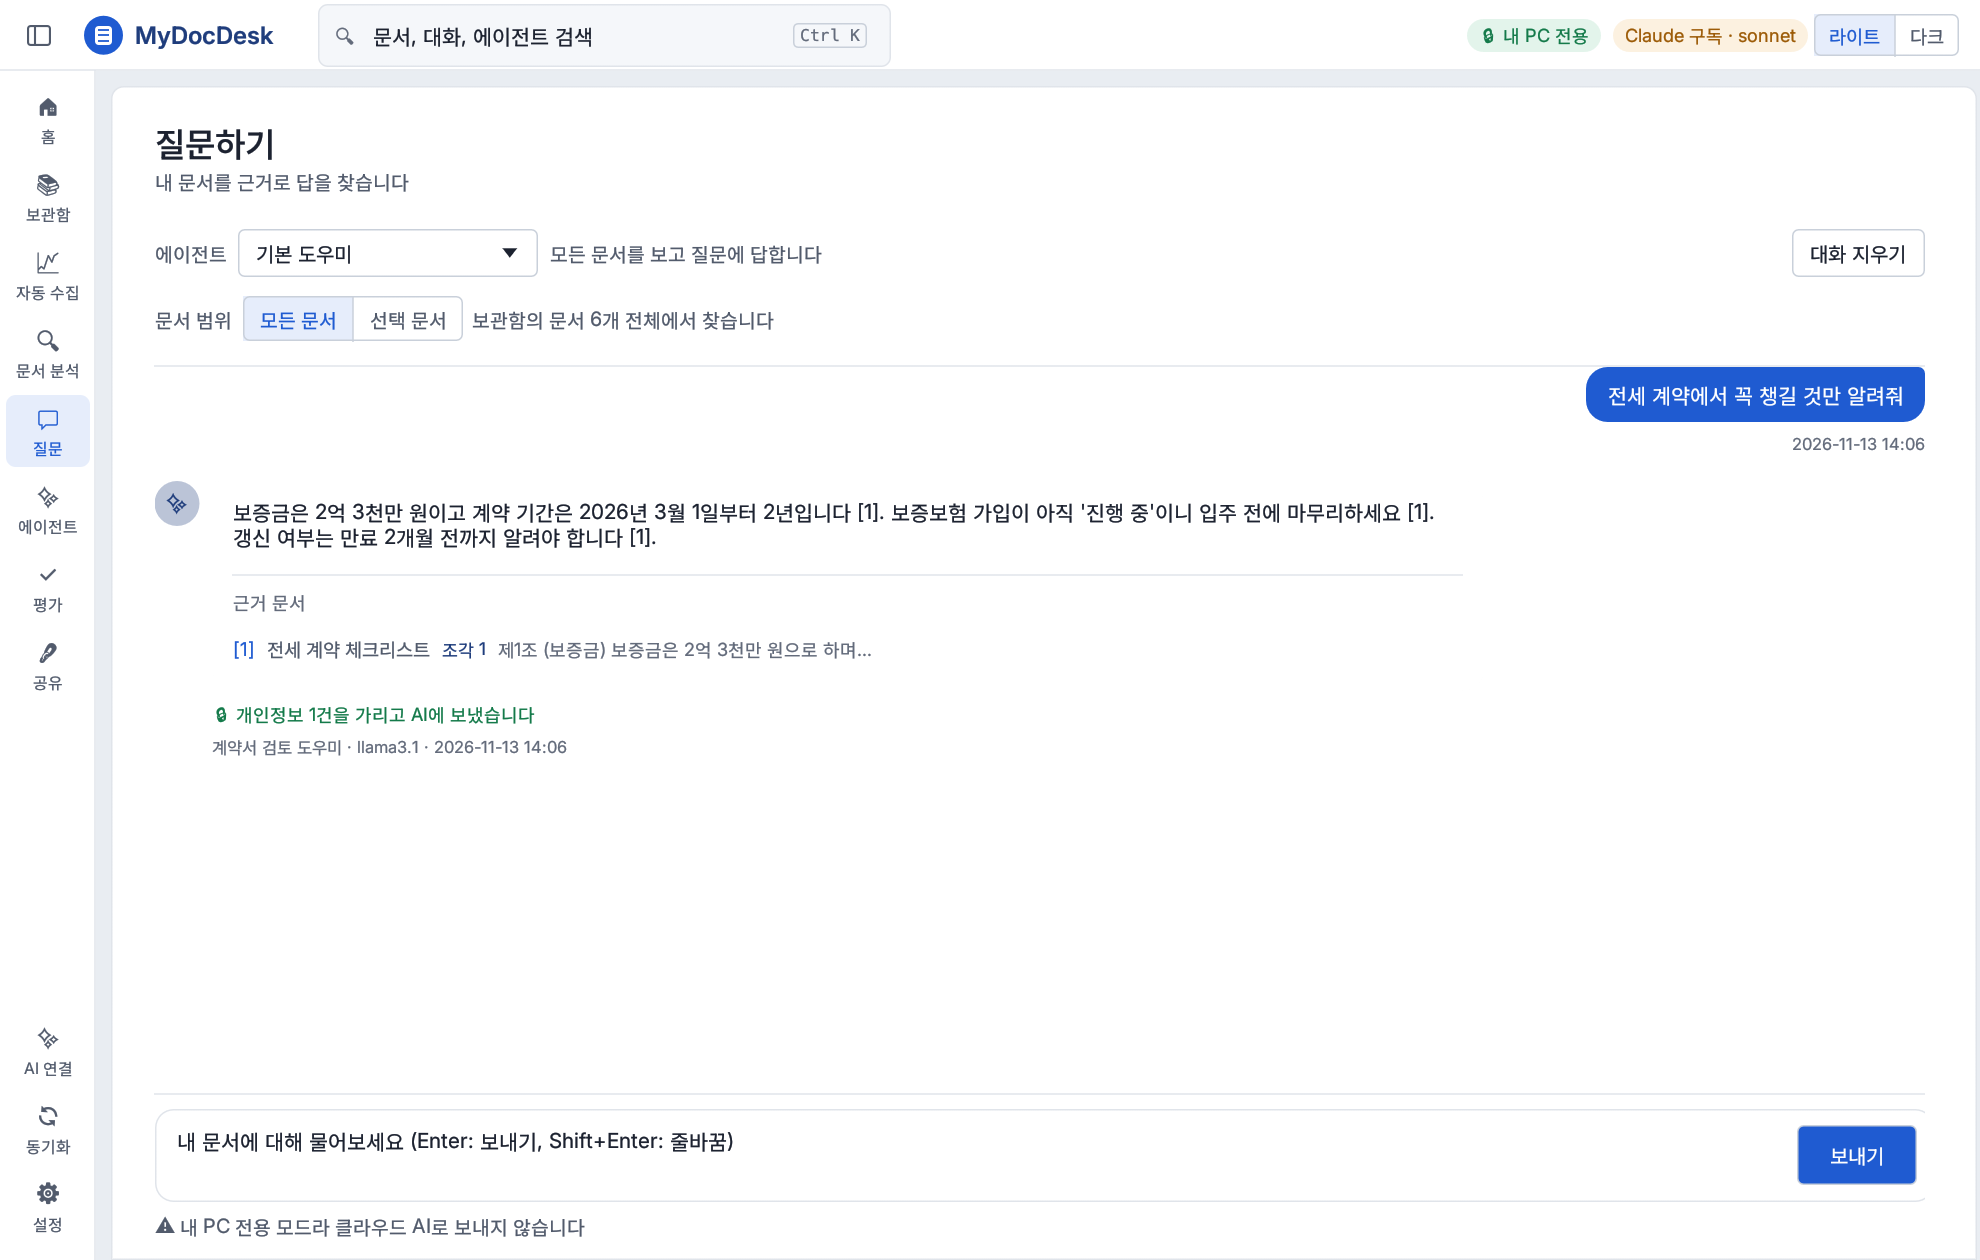 MyDocDesk
문서, 대화, 에이전트 검색
Ctrl K
내 PC 전용
Claude 구독 · sonnet
라이트
다크
홈
보관함
자동 수집
문서 분석
질문
에이전트
평가
공유
AI 연결
동기화
설정
질문하기
내 문서를 근거로 답을 찾습니다
에이전트
기본 도우미
모든 문서를 보고 질문에 답합니다
대화 지우기
문서 범위
모든 문서
선택 문서
보관함의 문서 6개 전체에서 찾습니다
전세 계약에서 꼭 챙길 것만 알려줘
2026-11-13 14:06
보증금은 2억 3천만 원이고 계약 기간은 2026년 3월 1일부터 2년입니다 [1]. 보증보험 가입이 아직 '진행 중'이니 입주 전에 마무리하세요 [1].
갱신 여부는 만료 2개월 전까지 알려야 합니다 [1].
근거 문서
[1] 전세 계약 체크리스트 조각 1 제1조 (보증금) 보증금은 2억 3천만 원으로 하며...
개인정보 1건을 가리고 AI에 보냈습니다
계약서 검토 도우미 · llama3.1 · 2026-11-13 14:06
내 문서에 대해 물어보세요 (Enter: 보내기, Shift+Enter: 줄바꿈)
보내기
내 PC 전용 모드라 클라우드 AI로 보내지 않습니다